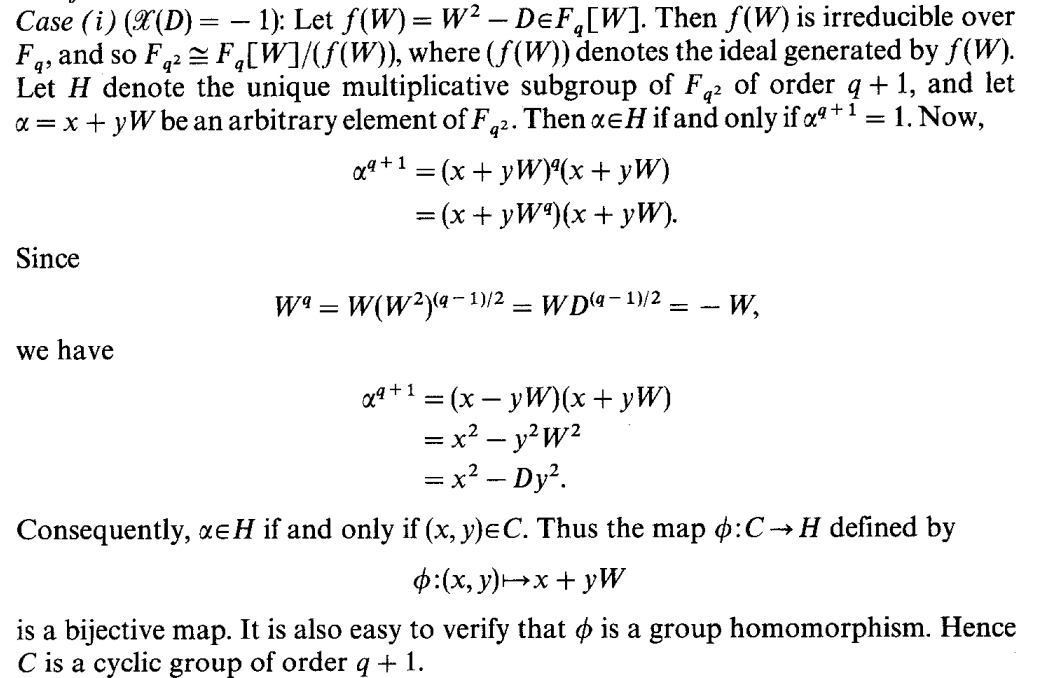 Case (i) (𝒳(D) = − 1): Let f(W) = W² − D∈F_q[W]. Then f(W) is irreducible over
F_q, and so F_{q²} ≅ F_q[W]/(f(W)), where (f(W)) denotes the ideal generated by f(W).
Let H denote the unique multiplicative subgroup of F_{q²} of order q + 1, and let
α = x + yW be an arbitrary element of F_{q²}. Then α∈H if and only if α^{q+1} = 1. Now,
α^{q+1} = (x + yW)^q(x + yW)
= (x + yW^q)(x + yW).
Since
W^q = W(W²)^{(q−1)/2} = WD^{(q−1)/2} = − W,
we have
α^{q+1} = (x − yW)(x + yW)
= x² − y²W²
= x² − Dy².
Consequently, α∈H if and only if (x, y)∈C. Thus the map ϕ:C → H defined by
ϕ:(x, y)↦x + yW
is a bijective map. It is also easy to verify that ϕ is a group homomorphism. Hence
C is a cyclic group of order q + 1.